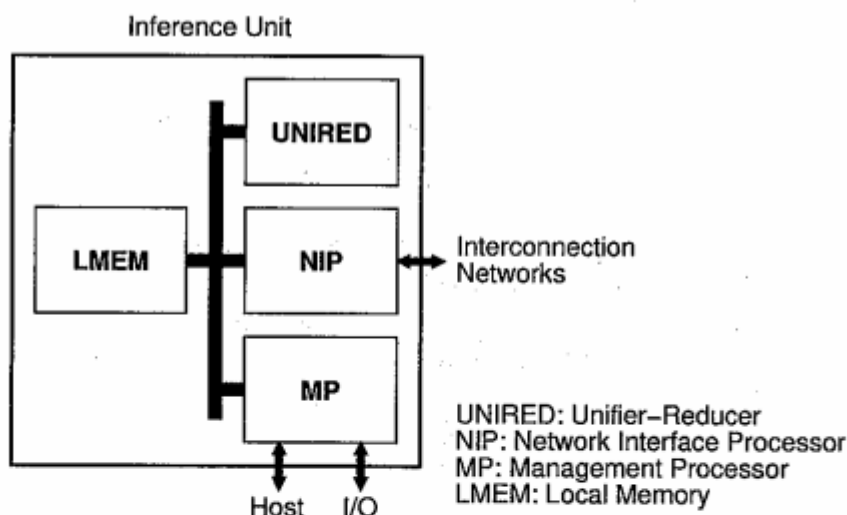 Inference Unit
UNIRED
LMEM
NIP
Interconnection
Networks
MP
UNIRED: Unifier-Reducer
NIP: Network Interface Processor
MP: Management Processor
LMEM: Local Memory
Host I/O